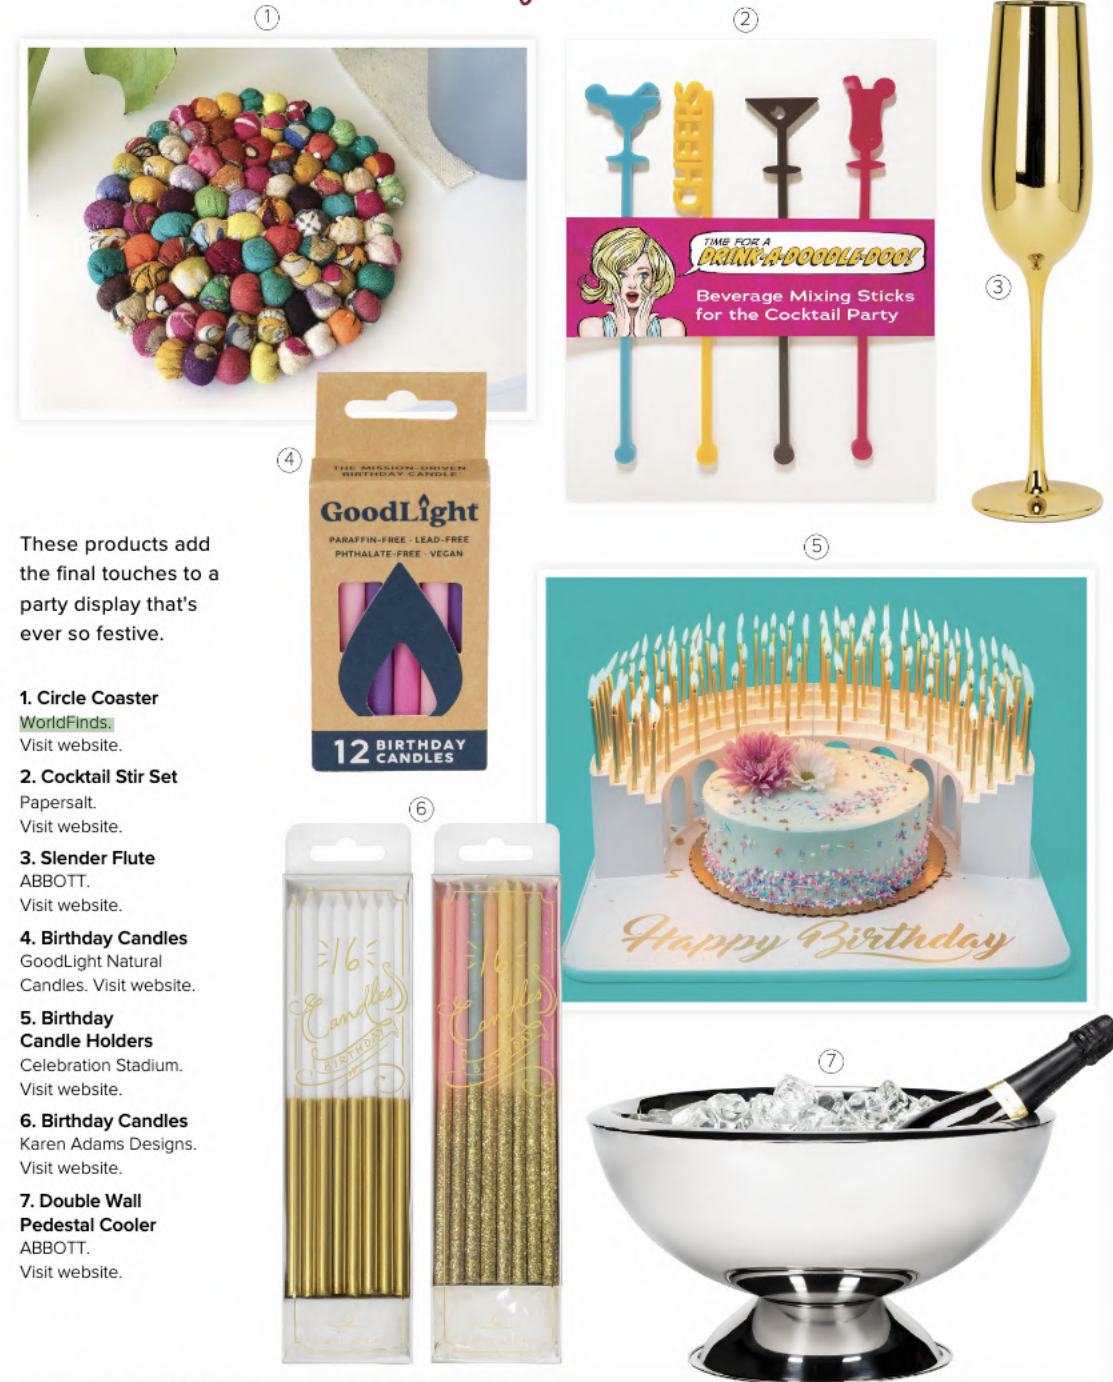 1
2
TIME FOR A
DRINK-A-DOODLE-DOO!
Beverage Mixing Sticks
for the Cocktail Party
CHEERS
3
4
THE MISSION-DRIVEN
BIRTHDAY CANDLE
GoodLight
PARAFFIN-FREE · LEAD-FREE
PHTHALATE-FREE · VEGAN
12 BIRTHDAY
CANDLES
5
Happy Birthday
These products add
the final touches to a
party display that's
ever so festive.
1. Circle Coaster
WorldFinds.
Visit website.
2. Cocktail Stir Set
Papersalt.
Visit website.
3. Slender Flute
ABBOTT.
Visit website.
4. Birthday Candles
GoodLight Natural
Candles. Visit website.
5. Birthday
Candle Holders
Celebration Stadium.
Visit website.
6. Birthday Candles
Karen Adams Designs.
Visit website.
7. Double Wall
Pedestal Cooler
ABBOTT.
Visit website.
6
16
Candles
BIRTHDAY
16
Candles
BIRTHDAY
7